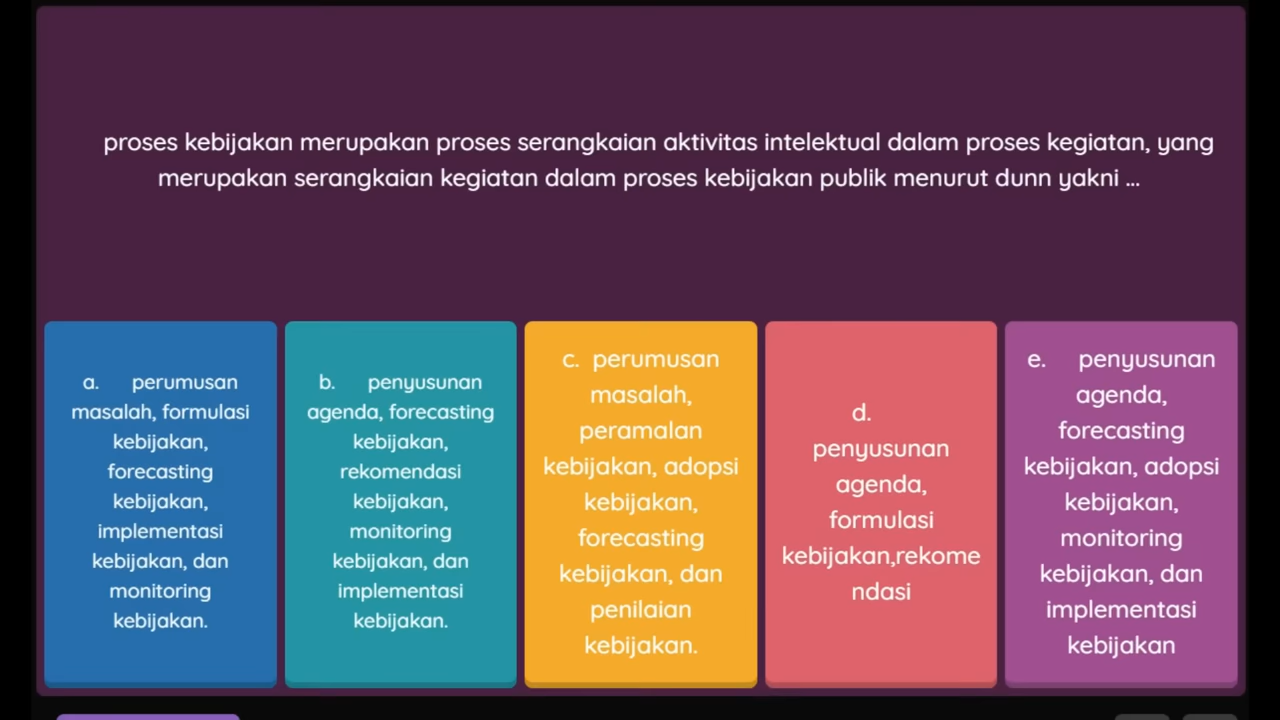 proses kebijakan merupakan proses serangkaian aktivitas intelektual dalam proses kegiatan, yang
merupakan serangkaian kegiatan dalam proses kebijakan publik menurut dunn yakni ...
a. perumusan
masalah, formulasi
kebijakan,
forecasting
kebijakan,
implementasi
kebijakan, dan
monitoring
kebijakan.
b. penyusunan
agenda, forecasting
kebijakan,
rekomendasi
kebijakan,
monitoring
kebijakan, dan
implementasi
kebijakan.
c. perumusan
masalah,
peramalan
kebijakan, adopsi
kebijakan,
forecasting
kebijakan, dan
penilaian
kebijakan.
d.
penyusunan
agenda,
formulasi
kebijakan,rekome
ndasi
e. penyusunan
agenda,
forecasting
kebijakan, adopsi
kebijakan,
monitoring
kebijakan, dan
implementasi
kebijakan